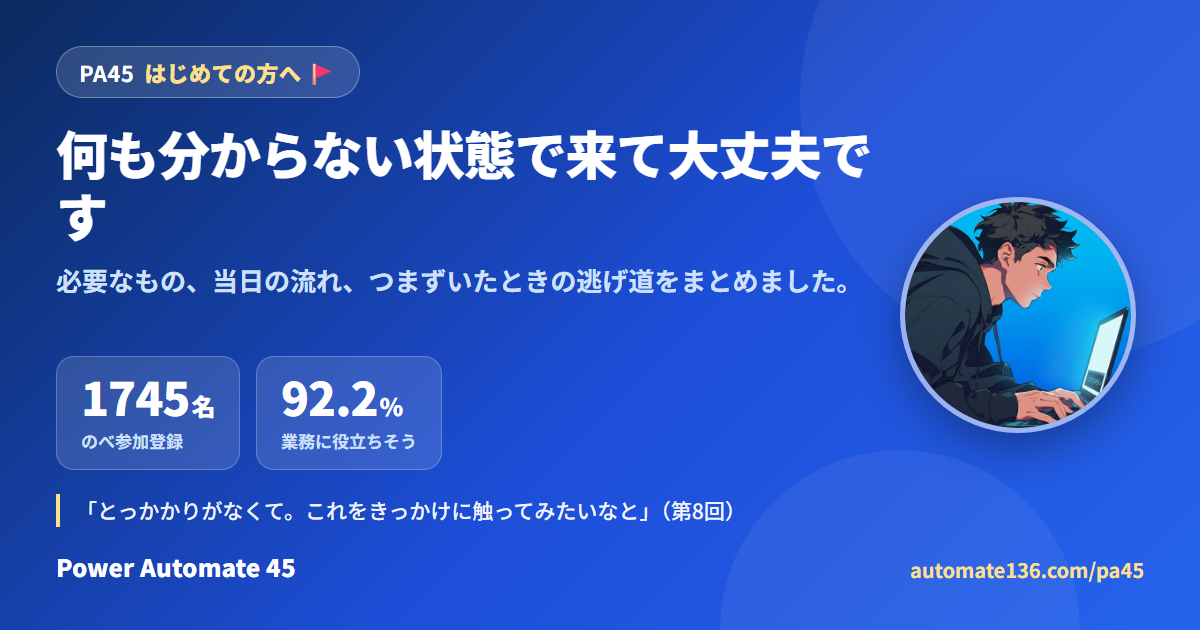 PA45 はじめての方へ🚩
何も分からない状態で来て大丈夫で
す
必要なもの、当日の流れ、つまずいたときの逃げ道をまとめました。
1745名
のべ参加登録
92.2%
業務に役立ちそう
「とっかかりがなくて。これをきっかけに触ってみたいなと」（第8回）
Power Automate 45
automate136.com/pa45